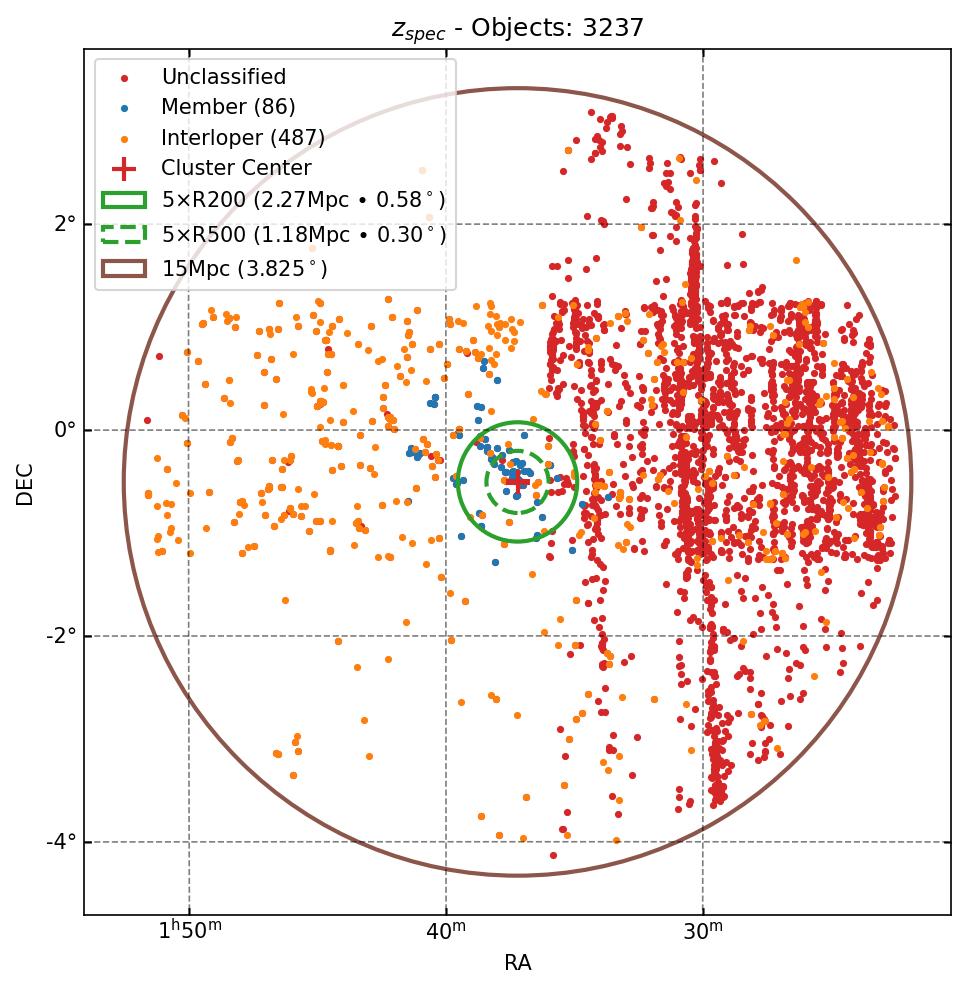 z_spec - Objects: 3237
Unclassified
Member (86)
Interloper (487)
Cluster Center
5×R200 (2.27Mpc • 0.58°)
5×R500 (1.18Mpc • 0.30°)
15Mpc (3.825°)
2°
0°
-2°
-4°
DEC
1ʰ50ᵐ
40ᵐ
30ᵐ
RA